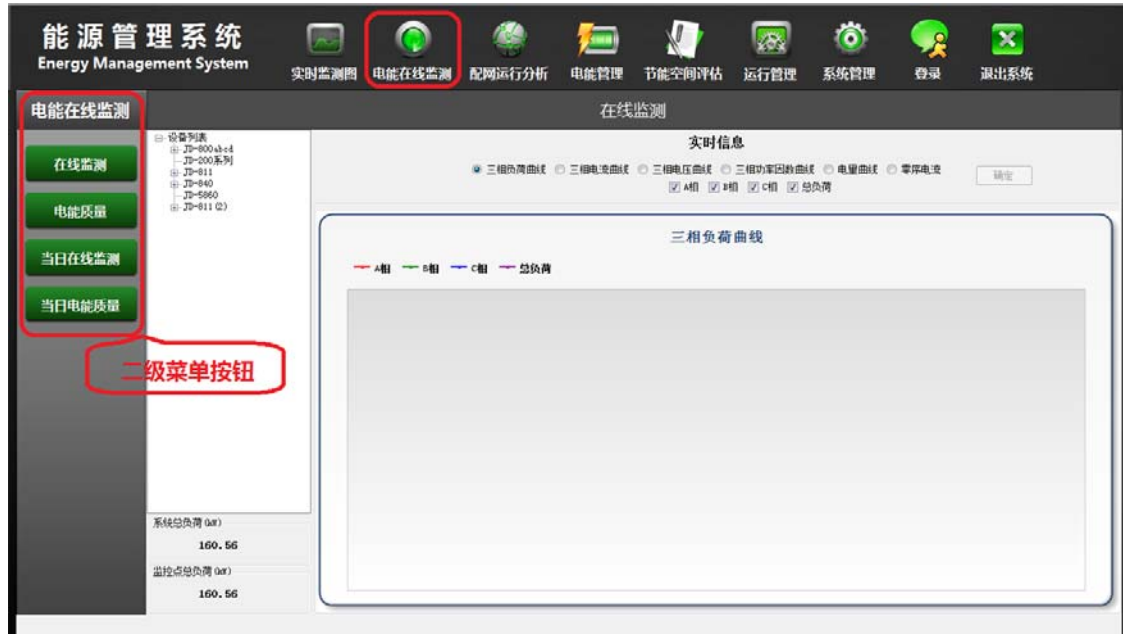 能源管理系统
Energy Management System
实时监测图 电能在线监测 配网运行分析 电能管理 节能空间评估 运行管理 系统管理 登录 退出系统
电能在线监测
在线监测
在线监测
电能质量
当日在线监测
当日电能质量
二级菜单按钮
设备列表
JD-800abcd
JD-200系列
JD-811
JD-840
JD-5860
JD-811(2)
实时信息
三相负荷曲线 三相电流曲线 三相电压曲线 三相功率因数曲线 电量曲线 零序电流 确定
A相 B相 C相 总负荷
三相负荷曲线
A相 B相 C相 总负荷
系统总负荷(kW)
160.56
监控点总负荷(kW)
160.56